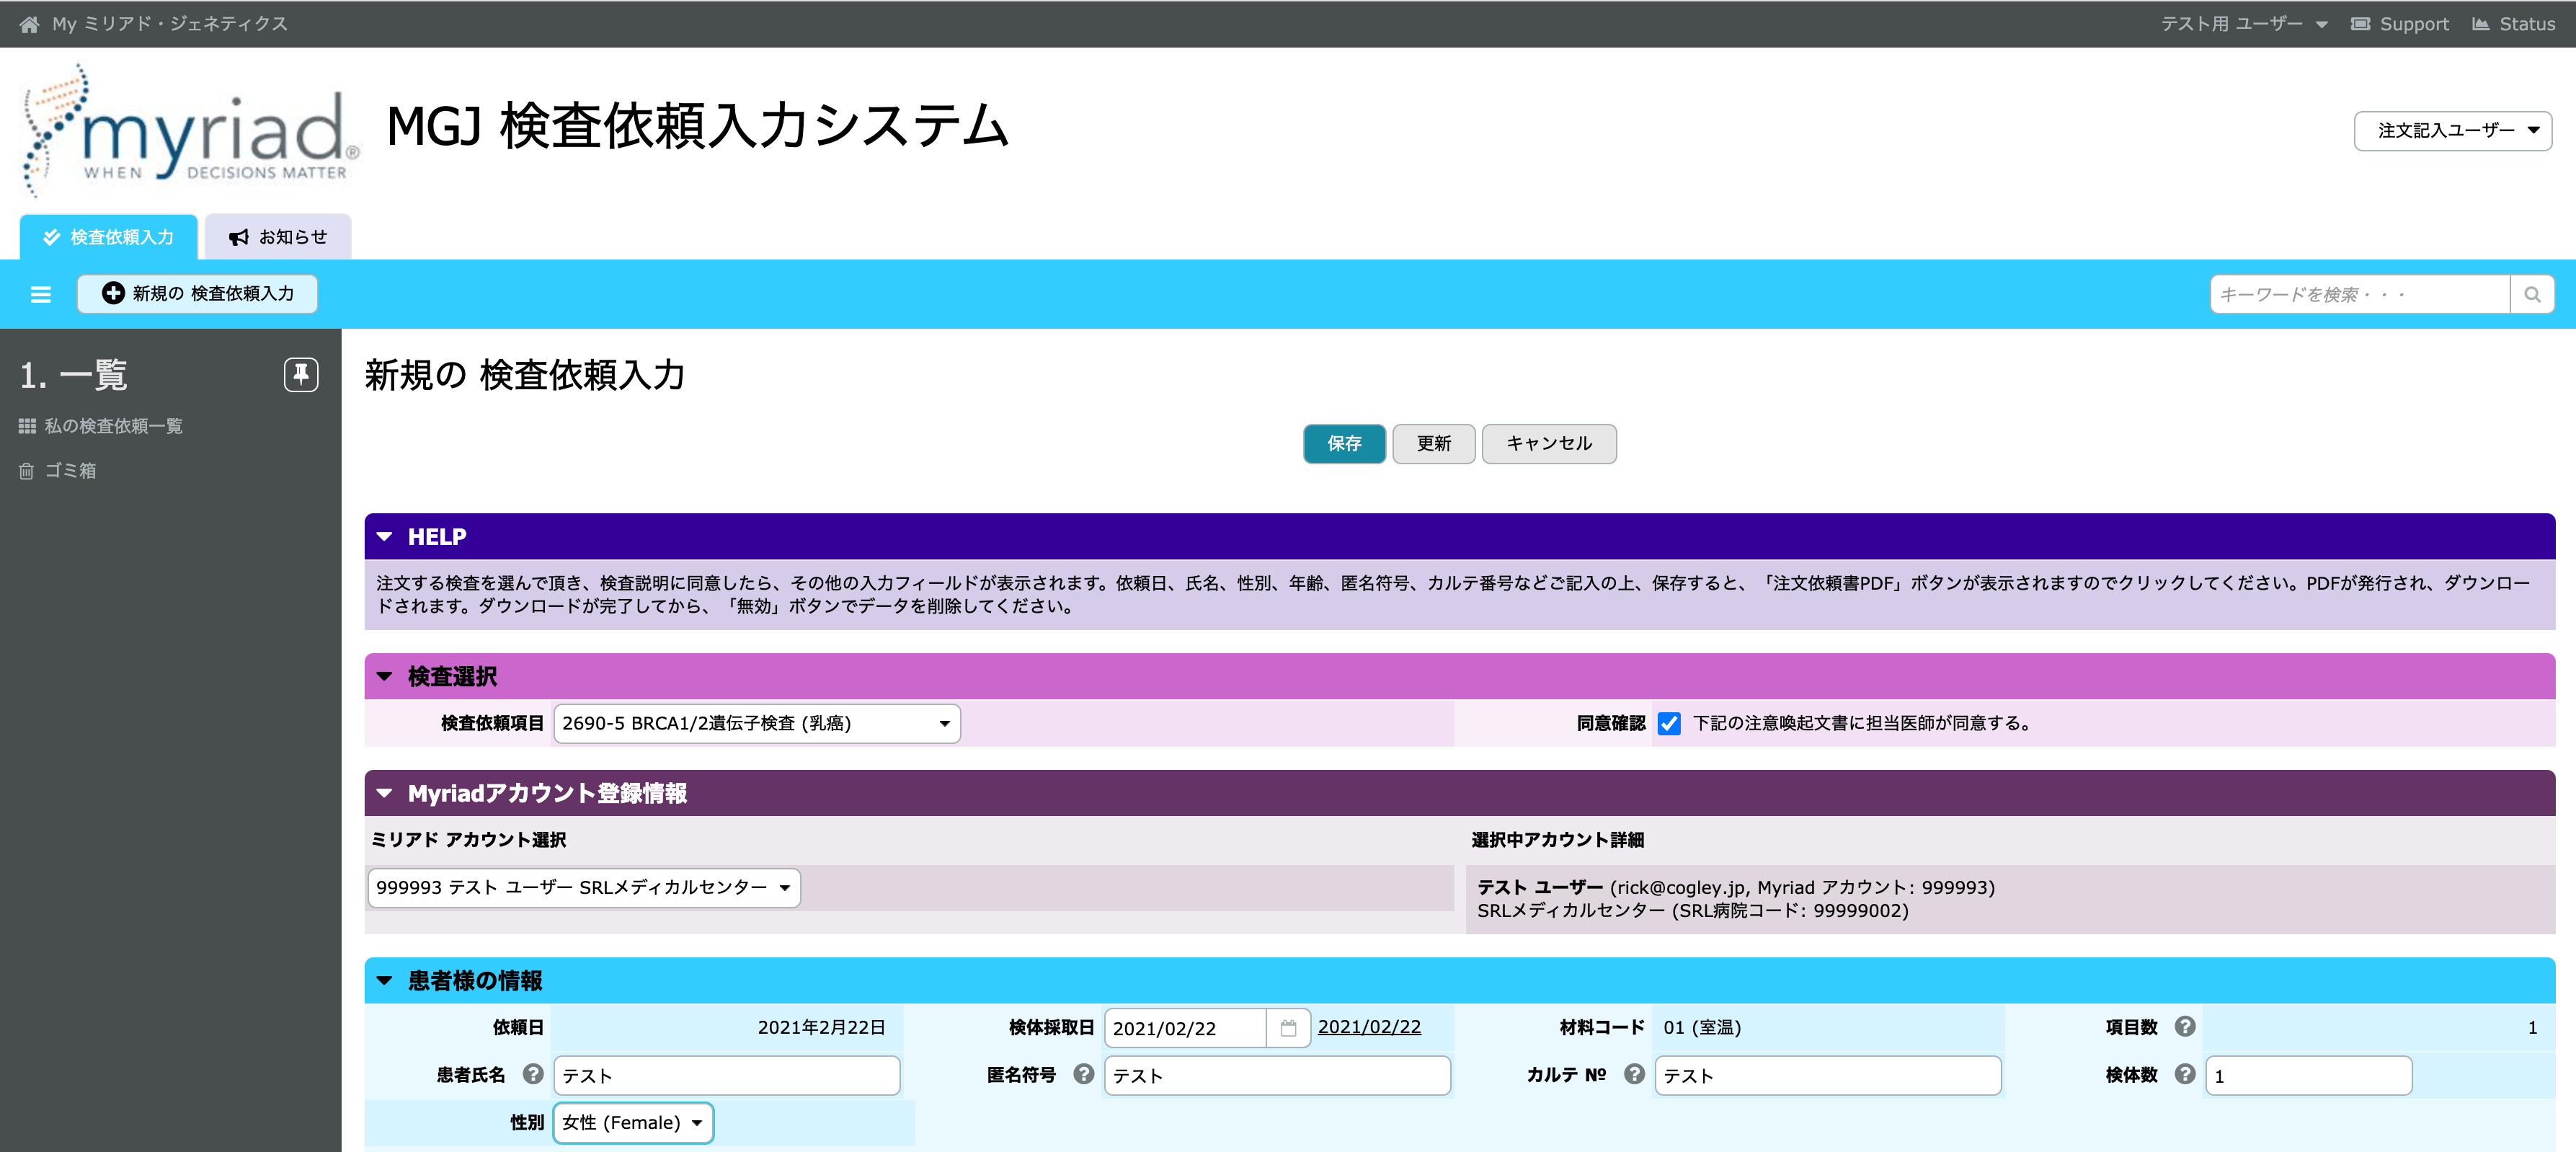 My ミリアド・ジェネティクス
テスト用 ユーザー Support Status
myriad®
WHEN DECISIONS MATTER
MGJ 検査依頼入力システム
注文記入ユーザー
検査依頼入力 お知らせ
新規の 検査依頼入力
キーワードを検索・・・
1. 一覧
私の検査依頼一覧
ゴミ箱
新規の 検査依頼入力
保存 更新 キャンセル
HELP
注文する検査を選んで頂き、検査説明に同意したら、その他の入力フィールドが表示されます。依頼日、氏名、性別、年齢、匿名符号、カルテ番号などご記入の上、保存すると、「注文依頼書PDF」ボタンが表示されますのでクリックしてください。PDFが発行され、ダウンロー
ドされます。ダウンロードが完了してから、「無効」ボタンでデータを削除してください。
検査選択
検査依頼項目 2690-5 BRCA1/2遺伝子検査 (乳癌) 同意確認 下記の注意喚起文書に担当医師が同意する。
Myriadアカウント登録情報
ミリアド アカウント選択 選択中アカウント詳細
999993 テスト ユーザー SRLメディカルセンター
テスト ユーザー (rick@cogley.jp, Myriad アカウント: 999993)
SRLメディカルセンター (SRL病院コード: 99999002)
患者様の情報
依頼日 2021年2月22日 検体採取日 2021/02/22 2021/02/22 材料コード 01 (室温) 項目数 ? 1
患者氏名 ? テスト 匿名符号 ? テスト カルテ № ? テスト 検体数 ? 1
性別 女性 (Female)